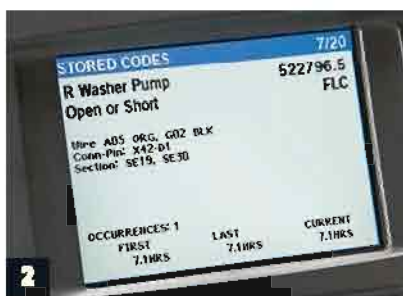 STORED CODES 7/20
R Washer Pump 522796.5
Open or Short FLC
Wire A05 ORG, G02 BLK
Conn-Pin: X42-D1
Section: SE19, SE30
OCCURRENCES: 1
FIRST LAST CURRENT
7.1HRS 7.1HRS 7.1HRS
2